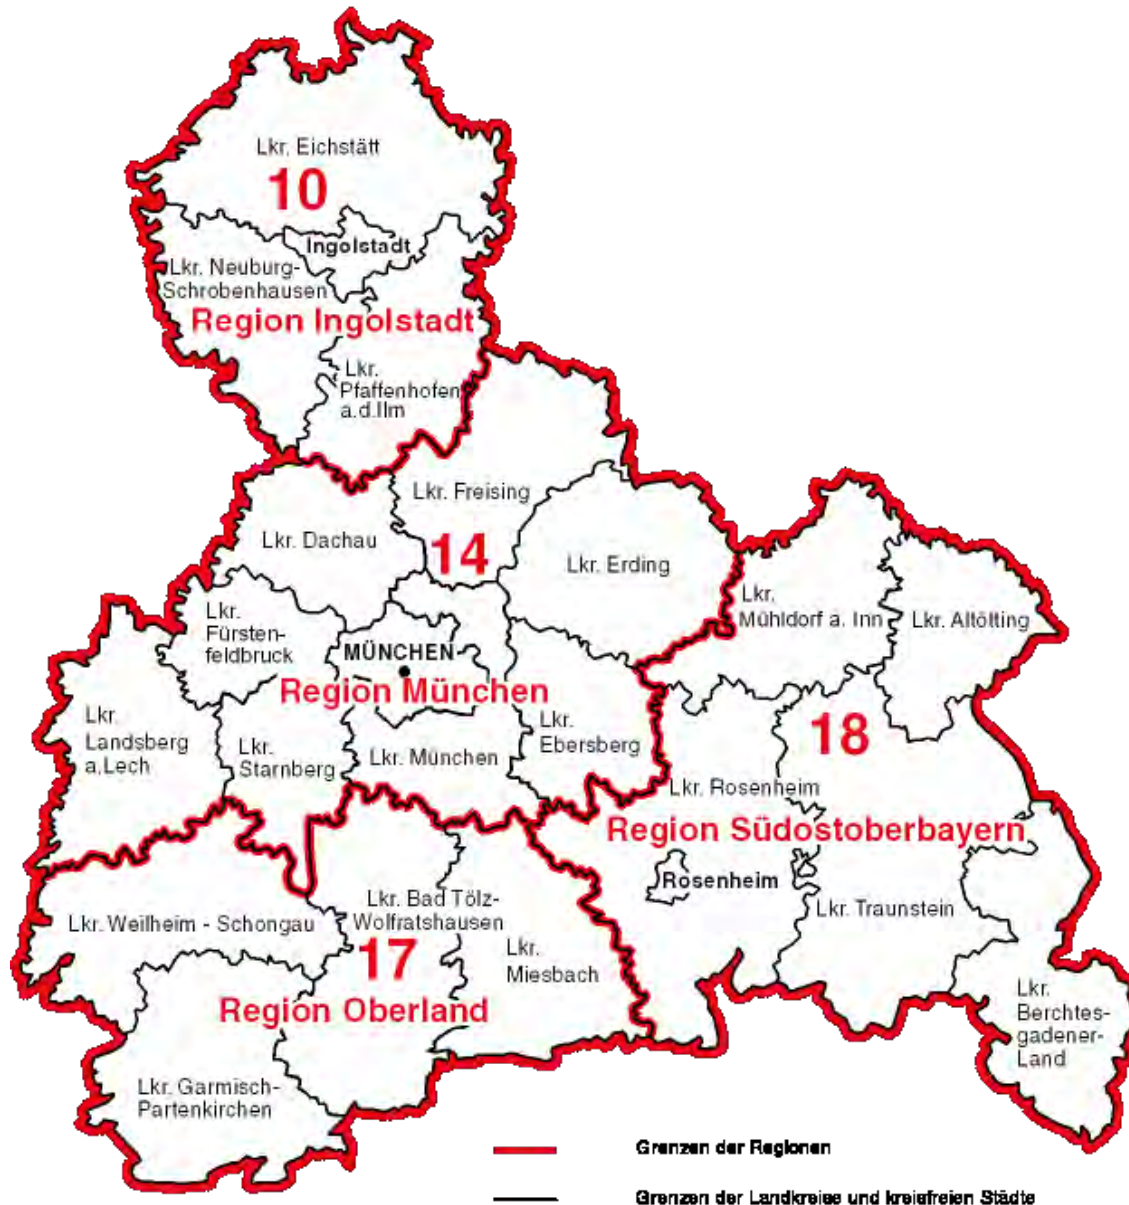 Lkr. Eichstätt
10
Ingolstadt
Lkr. Neuburg-
Schrobenhausen
Region Ingolstadt
Lkr.
Pfaffenhofen
a.d.Ilm
Lkr. Freising
14
Lkr. Dachau
Lkr. Erding
Lkr.
Fürsten-
feldbruck
MÜNCHEN
Region München
Lkr.
Mühldorf a. Inn
Lkr. Altötting
Lkr.
Landsberg
a.Lech
Lkr.
Starnberg
Lkr. München
Lkr.
Ebersberg
18
Lkr. Rosenheim
Region Südostoberbayern
Rosenheim
Lkr. Traunstein
Lkr. Weilheim - Schongau
Lkr. Bad Tölz-
Wolfratshausen
17
Lkr.
Miesbach
Region Oberland
Lkr.
Berchtes-
gadener-
Land
Lkr. Garmisch-
Partenkirchen
Grenzen der Regionen
Grenzen der Landkreise und kreisfreien Städte